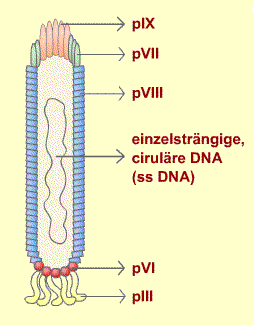 pIX
pVII
pVIII
einzelsträngige,
ciruläre DNA
(ss DNA)
pVI
pIII